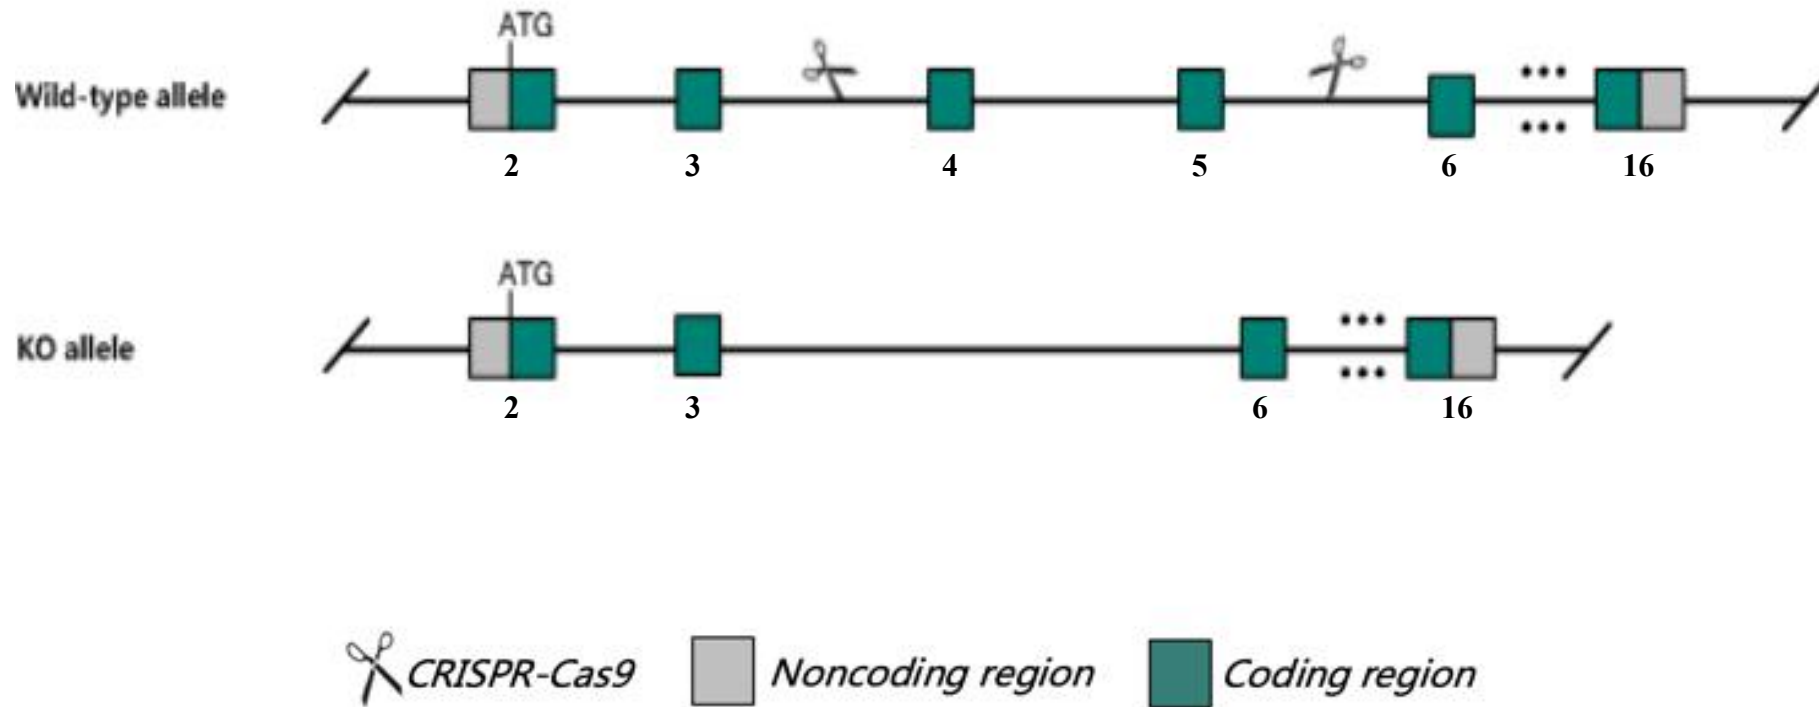 ATG
Wild-type allele
2 3 4 5 6 16
ATG
KO allele
2 3 6 16
CRISPR-Cas9 Noncoding region Coding region